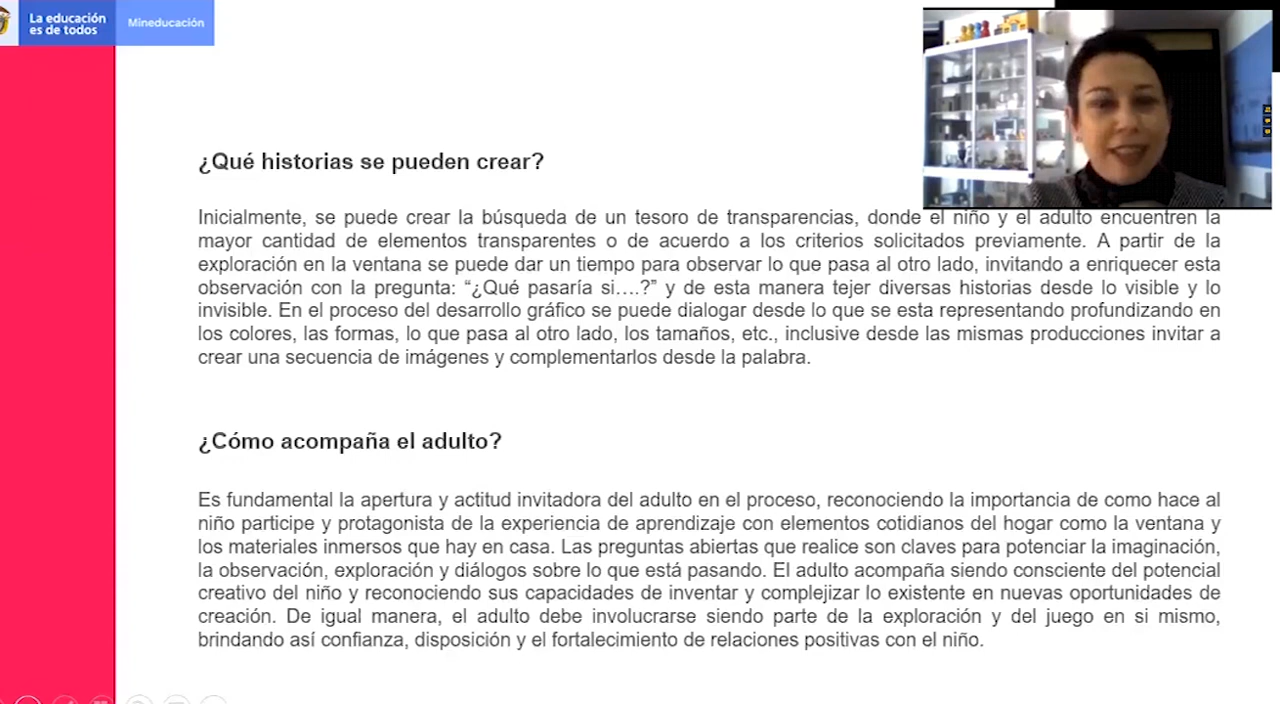 La educación
es de todos
Mineducación
¿Qué historias se pueden crear?
Inicialmente, se puede crear la búsqueda de un tesoro de transparencias, donde el niño y el adulto encuentren la
mayor cantidad de elementos transparentes o de acuerdo a los criterios solicitados previamente. A partir de la
exploración en la ventana se puede dar un tiempo para observar lo que pasa al otro lado, invitando a enriquecer esta
observación con la pregunta: “¿Qué pasaría si….?” y de esta manera tejer diversas historias desde lo visible y lo
invisible. En el proceso del desarrollo gráfico se puede dialogar desde lo que se esta representando profundizando en
los colores, las formas, lo que pasa al otro lado, los tamaños, etc., inclusive desde las mismas producciones invitar a
crear una secuencia de imágenes y complementarlos desde la palabra.
¿Cómo acompaña el adulto?
Es fundamental la apertura y actitud invitadora del adulto en el proceso, reconociendo la importancia de como hace al
niño participe y protagonista de la experiencia de aprendizaje con elementos cotidianos del hogar como la ventana y
los materiales inmersos que hay en casa. Las preguntas abiertas que realice son claves para potenciar la imaginación,
la observación, exploración y diálogos sobre lo que está pasando. El adulto acompaña siendo consciente del potencial
creativo del niño y reconociendo sus capacidades de inventar y complejizar lo existente en nuevas oportunidades de
creación. De igual manera, el adulto debe involucrarse siendo parte de la exploración y del juego en si mismo,
brindando así confianza, disposición y el fortalecimiento de relaciones positivas con el niño.